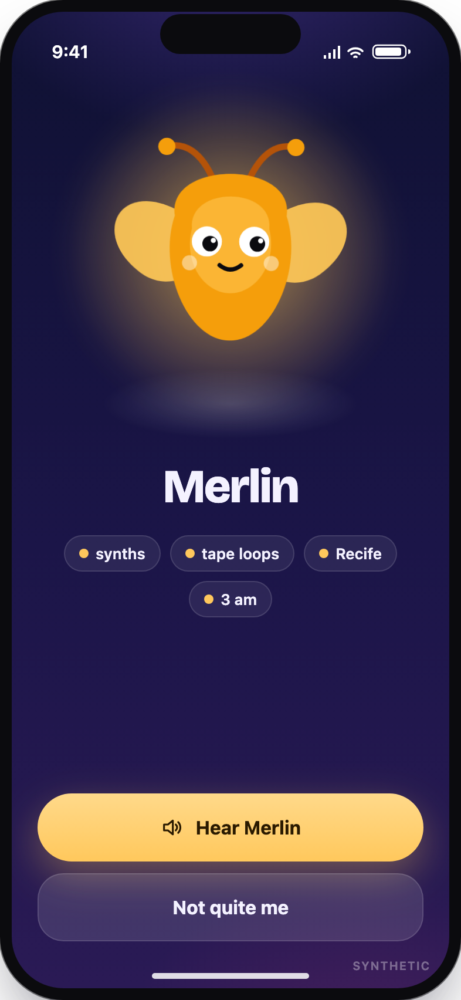 9:41
Merlin
synths
tape loops
Recife
3 am
Hear Merlin
Not quite me
SYNTHETIC